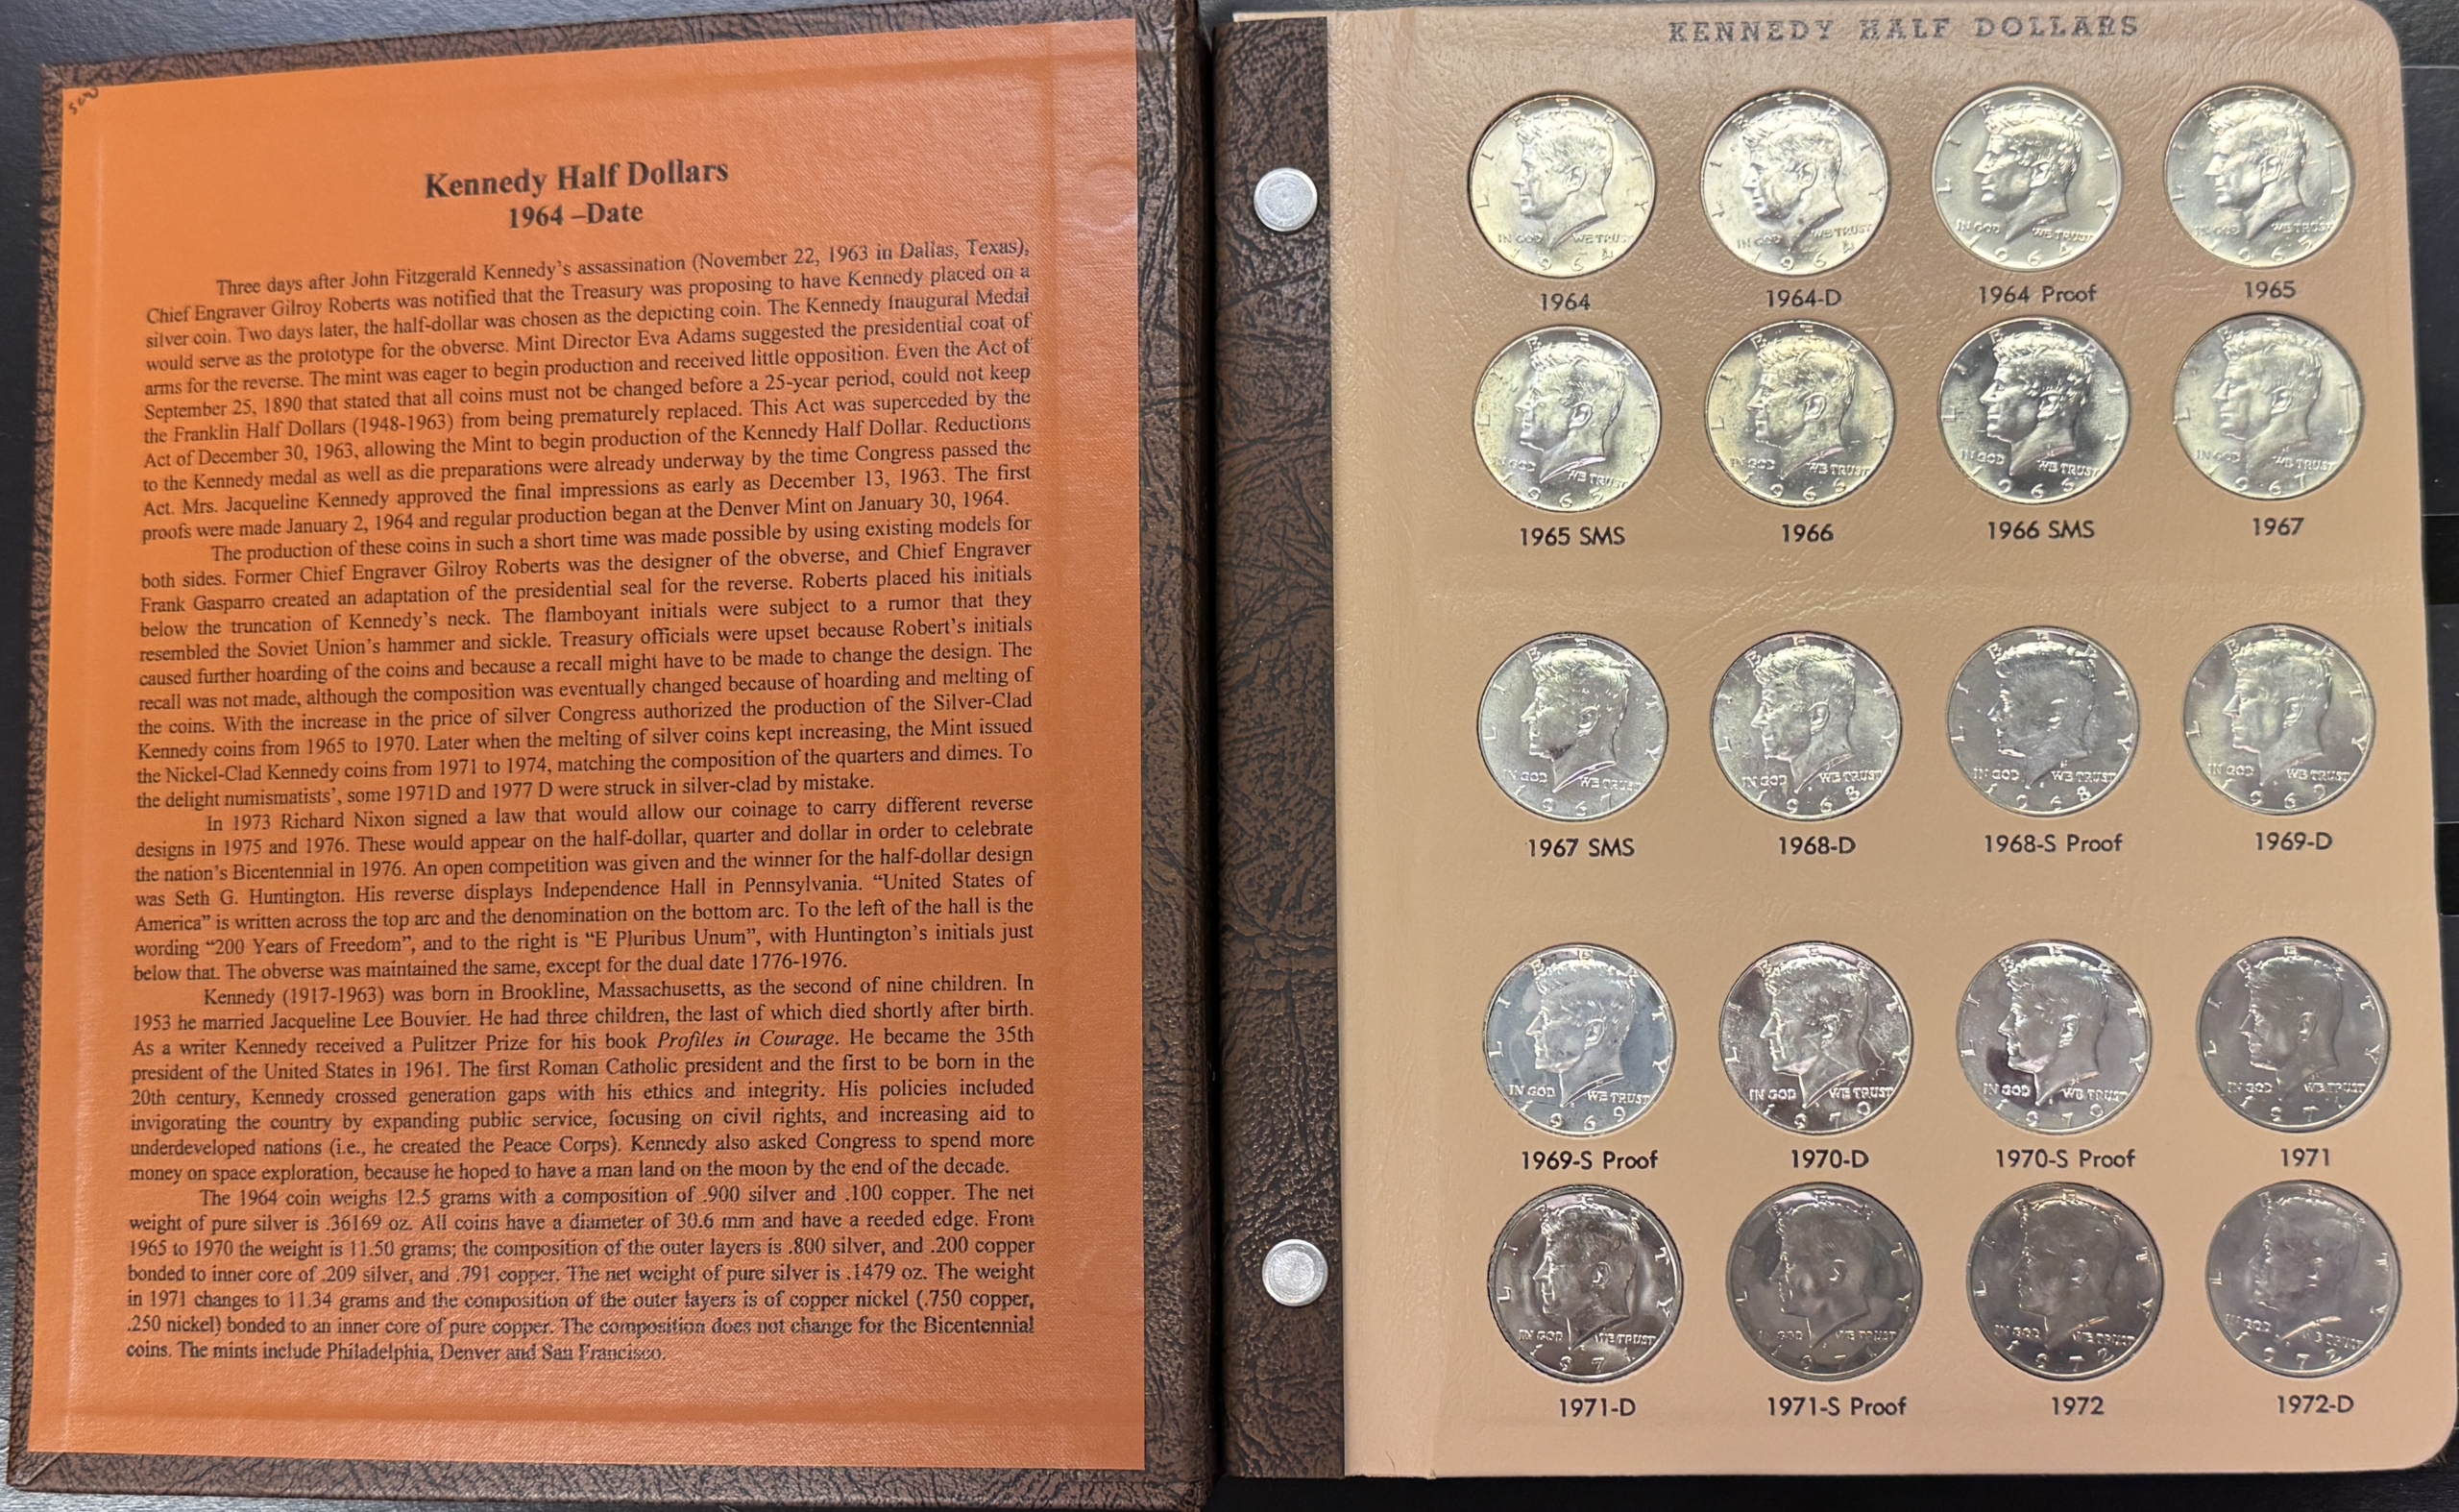 Kennedy Half Dollars
1964 –Date
Three days after John Fitzgerald Kennedy's assassination (November 22, 1963 in Dallas, Texas),
Chief Engraver Gilroy Roberts was notified that the Treasury was proposing to have Kennedy placed on a
silver coin. Two days later, the half-dollar was chosen as the depicting coin. The Kennedy Inaugural Medal
would serve as the prototype for the obverse. Mint Director Eva Adams suggested the presidential coat of
arms for the reverse. The mint was eager to begin production and received little opposition. Even the Act of
September 25, 1890 that stated that all coins must not be changed before a 25-year period, could not keep
the Franklin Half Dollars (1948-1963) from being prematurely replaced. This Act was superceded by the
Act of December 30, 1963, allowing the Mint to begin production of the Kennedy Half Dollar. Reductions
to the Kennedy medal as well as die preparations were already underway by the time Congress passed the
Act. Mrs. Jacqueline Kennedy approved the final impressions as early as December 13, 1963. The first
proofs were made January 2, 1964 and regular production began at the Denver Mint on January 30, 1964.
The production of these coins in such a short time was made possible by using existing models for
both sides. Former Chief Engraver Gilroy Roberts was the designer of the obverse, and Chief Engraver
Frank Gasparro created an adaptation of the presidential seal for the reverse. Roberts placed his initials
below the truncation of Kennedy's neck. The flamboyant initials were subject to a rumor that they
resembled the Soviet Union's hammer and sickle. Treasury officials were upset because Robert's initials
caused further hoarding of the coins and because a recall might have to be made to change the design. The
recall was not made, although the composition was eventually changed because of hoarding and melting of
the coins. With the increase in the price of silver Congress authorized the production of the Silver-Clad
Kennedy coins from 1965 to 1970. Later when the melting of silver coins kept increasing, the Mint issued
the Nickel-Clad Kennedy coins from 1971 to 1974, matching the composition of the quarters and dimes. To
the delight numismatists', some 1971D and 1977 D were struck in silver-clad by mistake.
In 1973 Richard Nixon signed a law that would allow our coinage to carry different reverse
designs in 1975 and 1976. These would appear on the half-dollar, quarter and dollar in order to celebrate
the nation's Bicentennial in 1976. An open competition was given and the winner for the half-dollar design
was Seth G. Huntington. His reverse displays Independence Hall in Pennsylvania. "United States of
America" is written across the top arc and the denomination on the bottom arc. To the left of the hall is the
wording "200 Years of Freedom", and to the right is "E Pluribus Unum", with Huntington's initials just
below that. The obverse was maintained the same, except for the dual date 1776-1976.
Kennedy (1917-1963) was born in Brookline, Massachusetts, as the second of nine children. In
1953 he married Jacqueline Lee Bouvier. He had three children, the last of which died shortly after birth.
As a writer Kennedy received a Pulitzer Prize for his book Profiles in Courage. He became the 35th
president of the United States in 1961. The first Roman Catholic president and the first to be born in the
20th century, Kennedy crossed generation gaps with his ethics and integrity. His policies included
invigorating the country by expanding public service, focusing on civil rights, and increasing aid to
underdeveloped nations (i.e., he created the Peace Corps). Kennedy also asked Congress to spend more
money on space exploration, because he hoped to have a man land on the moon by the end of the decade.
The 1964 coin weighs 12.5 grams with a composition of .900 silver and .100 copper. The net
weight of pure silver is .36169 oz. All coins have a diameter of 30.6 mm and have a reeded edge. From
1965 to 1970 the weight is 11.50 grams; the composition of the outer layers is .800 silver, and .200 copper
bonded to inner core of .209 silver, and .791 copper. The net weight of pure silver is .1479 oz. The weight
in 1971 changes to 11.34 grams and the composition of the outer layers is of copper nickel (.750 copper,
.250 nickel) bonded to an inner core of pure copper. The composition does not change for the Bicentennial
coins. The mints include Philadelphia, Denver and San Francisco.
KENNEDY HALF DOLLARS
1964 1964-D 1964 Proof 1965
1965 SMS 1966 1966 SMS 1967
1967 SMS 1968-D 1968-S Proof 1969-D
1969-S Proof 1970-D 1970-S Proof 1971
1971-D 1971-S Proof 1972 1972-D